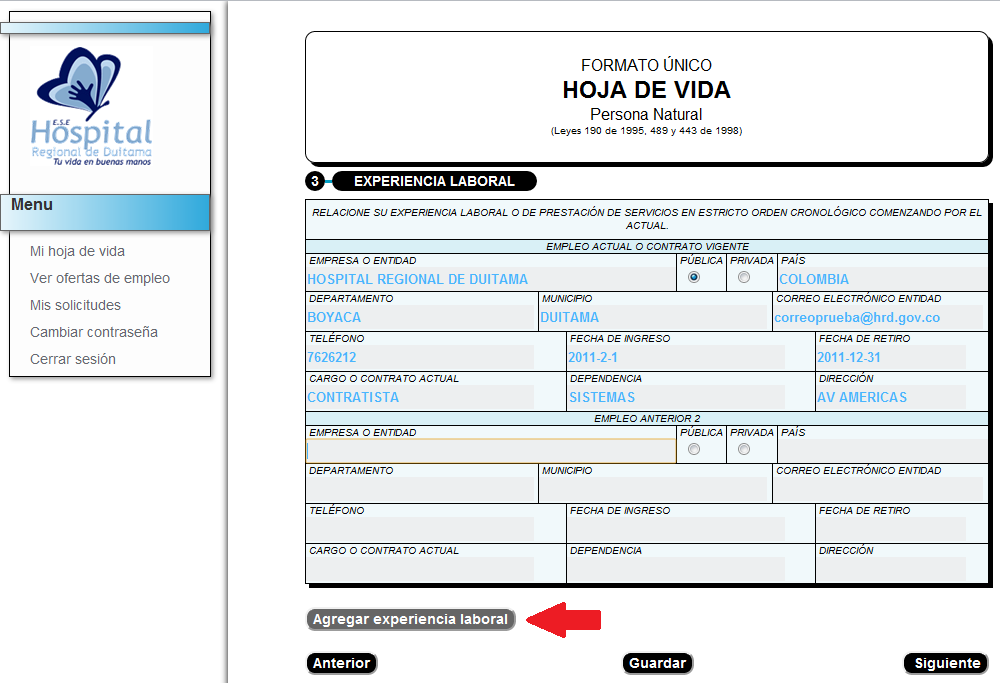 E.S.E
Hospital
Regional de Duitama
Tu vida en buenas manos
Menu
Mi hoja de vida
Ver ofertas de empleo
Mis solicitudes
Cambiar contraseña
Cerrar sesión
FORMATO ÚNICO
HOJA DE VIDA
Persona Natural
(Leyes 190 de 1995, 489 y 443 de 1998)
3 EXPERIENCIA LABORAL
RELACIONE SU EXPERIENCIA LABORAL O DE PRESTACIÓN DE SERVICIOS EN ESTRICTO ORDEN CRONOLÓGICO COMENZANDO POR EL
ACTUAL.
EMPLEO ACTUAL O CONTRATO VIGENTE
EMPRESA O ENTIDAD PÚBLICA PRIVADA PAÍS
HOSPITAL REGIONAL DE DUITAMA COLOMBIA
DEPARTAMENTO MUNICIPIO CORREO ELECTRÓNICO ENTIDAD
BOYACA DUITAMA correoprueba@hrd.gov.co
TELÉFONO FECHA DE INGRESO FECHA DE RETIRO
7626212 2011-2-1 2011-12-31
CARGO O CONTRATO ACTUAL DEPENDENCIA DIRECCIÓN
CONTRATISTA SISTEMAS AV AMERICAS
EMPLEO ANTERIOR 2
EMPRESA O ENTIDAD PÚBLICA PRIVADA PAÍS
DEPARTAMENTO MUNICIPIO CORREO ELECTRÓNICO ENTIDAD
TELÉFONO FECHA DE INGRESO FECHA DE RETIRO
CARGO O CONTRATO ACTUAL DEPENDENCIA DIRECCIÓN
Agregar experiencia laboral
Anterior Guardar Siguiente